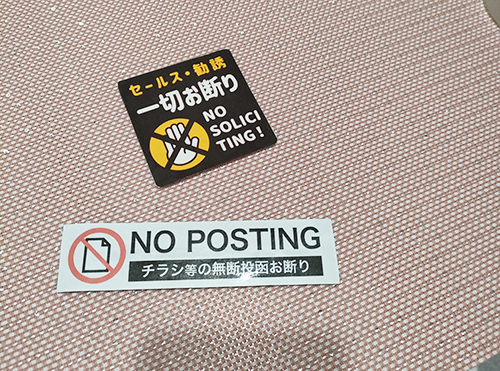 セールス・勧誘
一切お断り
NO
SOLICI
TING!
NO POSTING
チラシ等の無断投函お断り